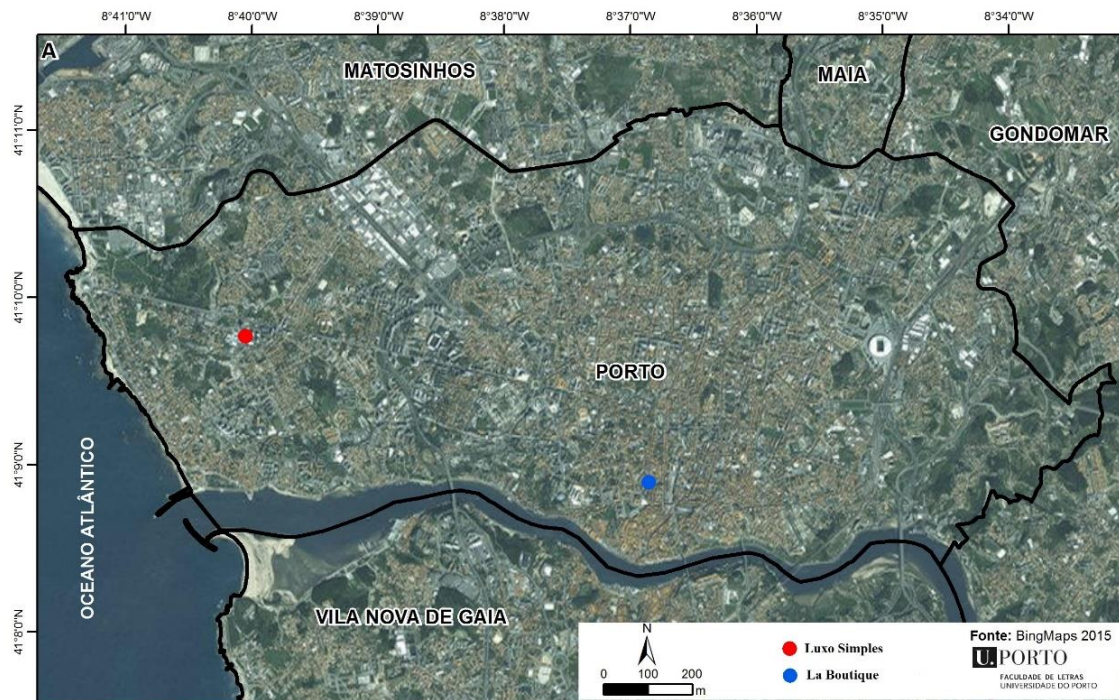 8°41'0"W 8°40'0"W 8°39'0"W 8°38'0"W 8°37'0"W 8°36'0"W 8°35'0"W 8°34'0"W
A
MATOSINHOS
MAIA
GONDOMAR
41°11'0"N
41°10'0"N
PORTO
41°9'0"N
OCEANO ATLÂNTICO
41°8'0"N
VILA NOVA DE GAIA
N
0 100 200
m
Luxo Simples
La Boutique
Fonte: BingMaps 2015
U. PORTO
FACULDADE DE LETRAS
UNIVERSIDADE DO PORTO